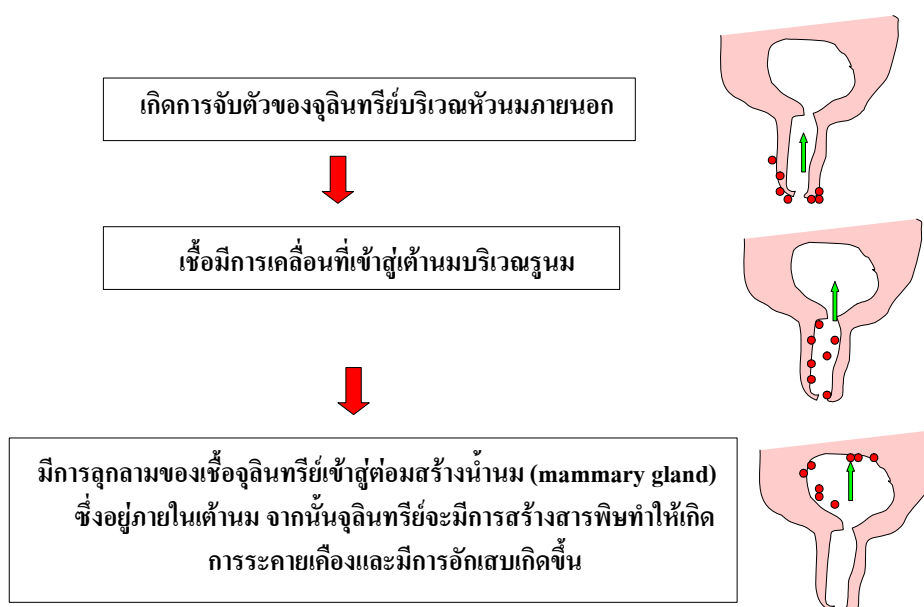 เกิดการจับตัวของจุลินทรีย์บริเวณหัวนมภายนอก
เชื้อมีการเคลื่อนที่เข้าสู่เต้านมบริเวณรูนม
มีการลุกลามของเชื้อจุลินทรีย์เข้าสู่ต่อมสร้างน้ำนม (mammary gland)
ซึ่งอยู่ภายในเต้านม จากนั้นจุลินทรีย์จะมีการสร้างสารพิษทำให้เกิด
การระคายเคืองและมีการอักเสบเกิดขึ้น